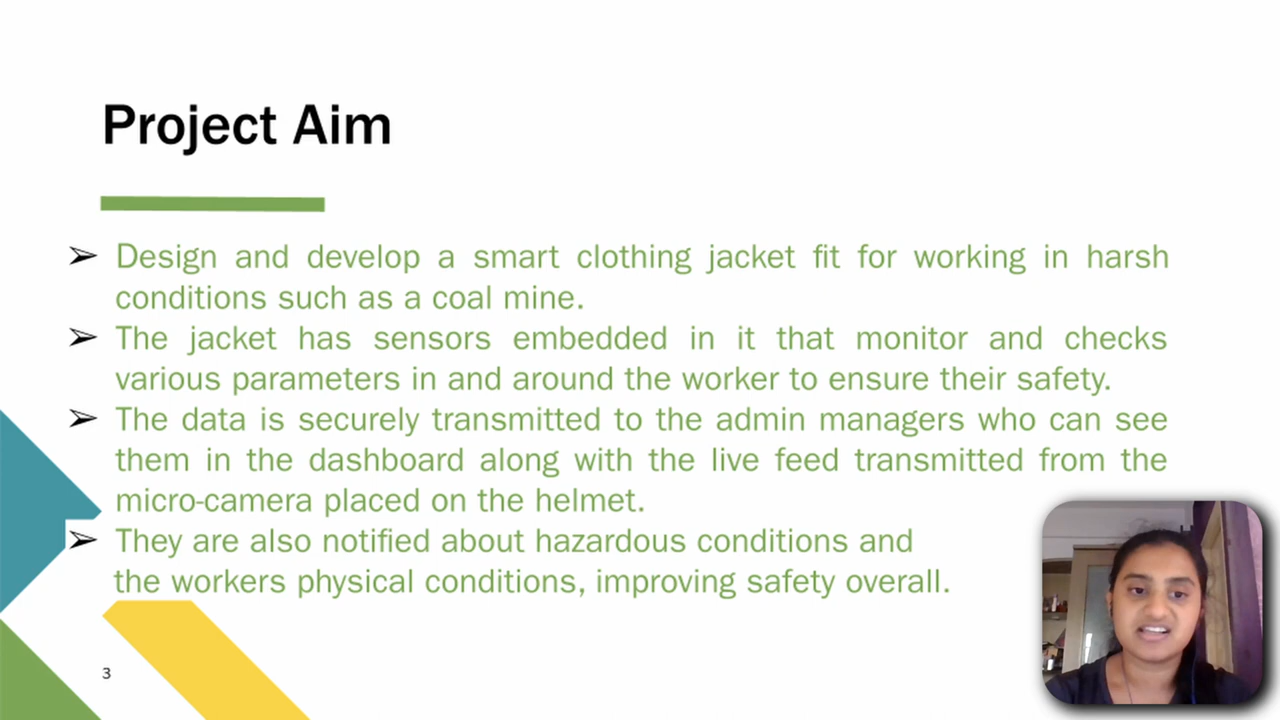 Project Aim
➢ Design and develop a smart clothing jacket fit for working in harsh
conditions such as a coal mine.
➢ The jacket has sensors embedded in it that monitor and checks
various parameters in and around the worker to ensure their safety.
➢ The data is securely transmitted to the admin managers who can see
them in the dashboard along with the live feed transmitted from the
micro-camera placed on the helmet.
➢ They are also notified about hazardous conditions and
the workers physical conditions, improving safety overall.
3